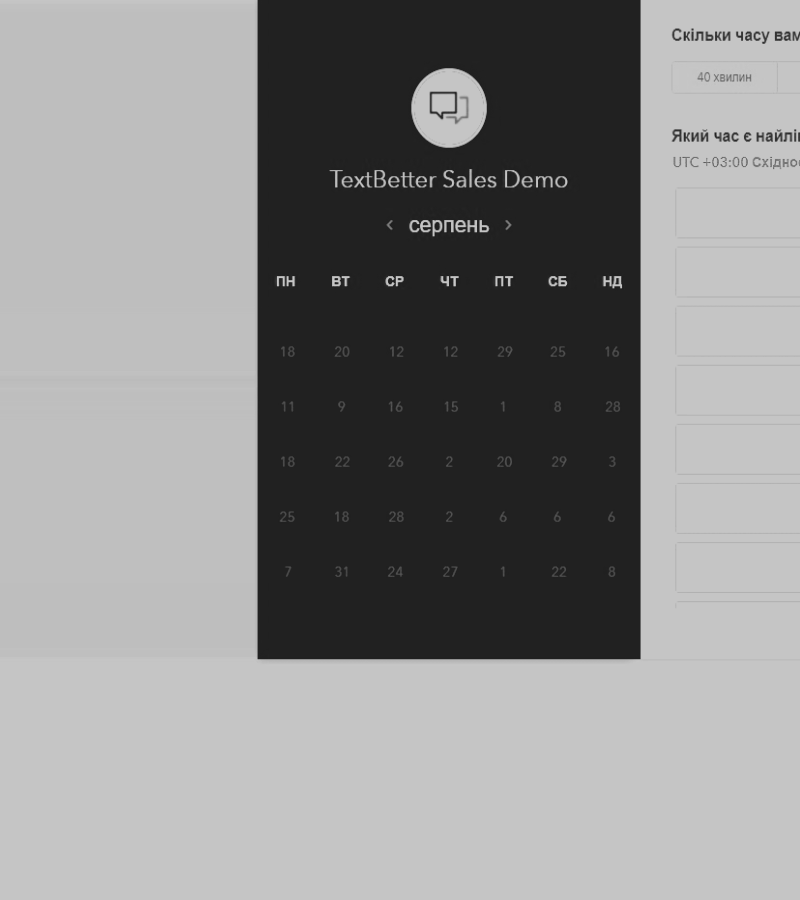 TextBetter Sales Demo
серпень
ПН ВТ СР ЧТ ПТ СБ НД
18 20 12 12 29 25 16
11 9 16 15 1 8 28
18 22 26 2 20 29 3
25 18 28 2 6 6 6
7 31 24 27 1 22 8
Скільки часу вам
40 хвилин
Який час є
UTC +03:00